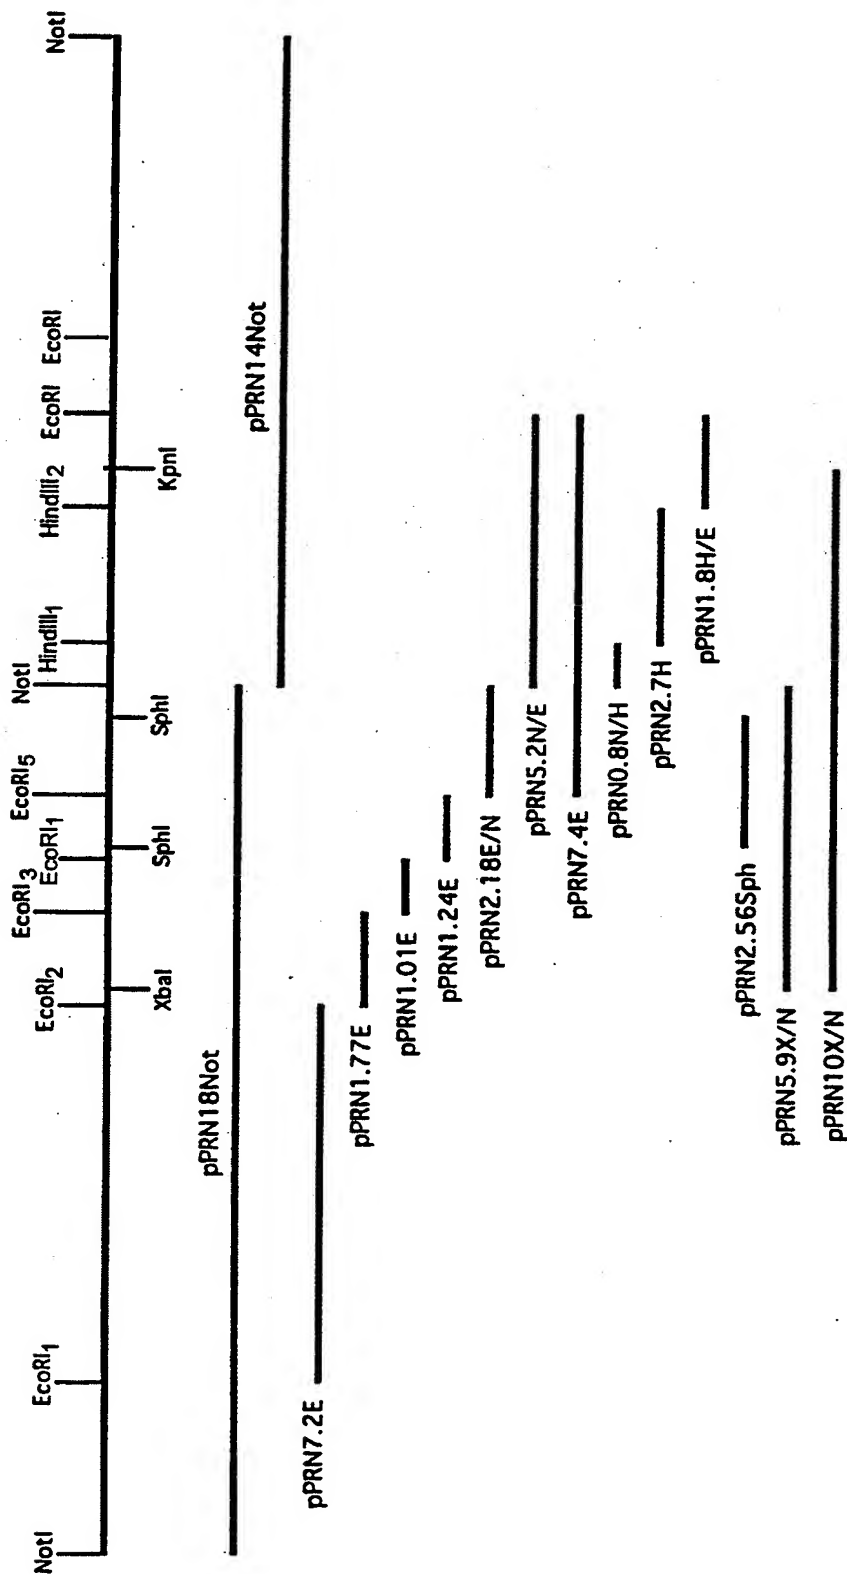 NotI
EcoRI1
EcoRI2
EcoRI3
EcoRI1
EcoRI5
NotI
HindIII1
HindIII2
EcoRI
EcoRI
NotI
XbaI
SphI
SphI
KpnI
pPRN18Not
pPRN14Not
pPRN7.2E
pPRN1.77E
pPRN1.01E
pPRN1.24E
pPRN2.18E/N
pPRN5.2N/E
pPRN7.4E
pPRN0.8N/H
pPRN2.7H
pPRN1.8H/E
pPRN2.56Sph
pPRN5.9X/N
pPRN10X/N